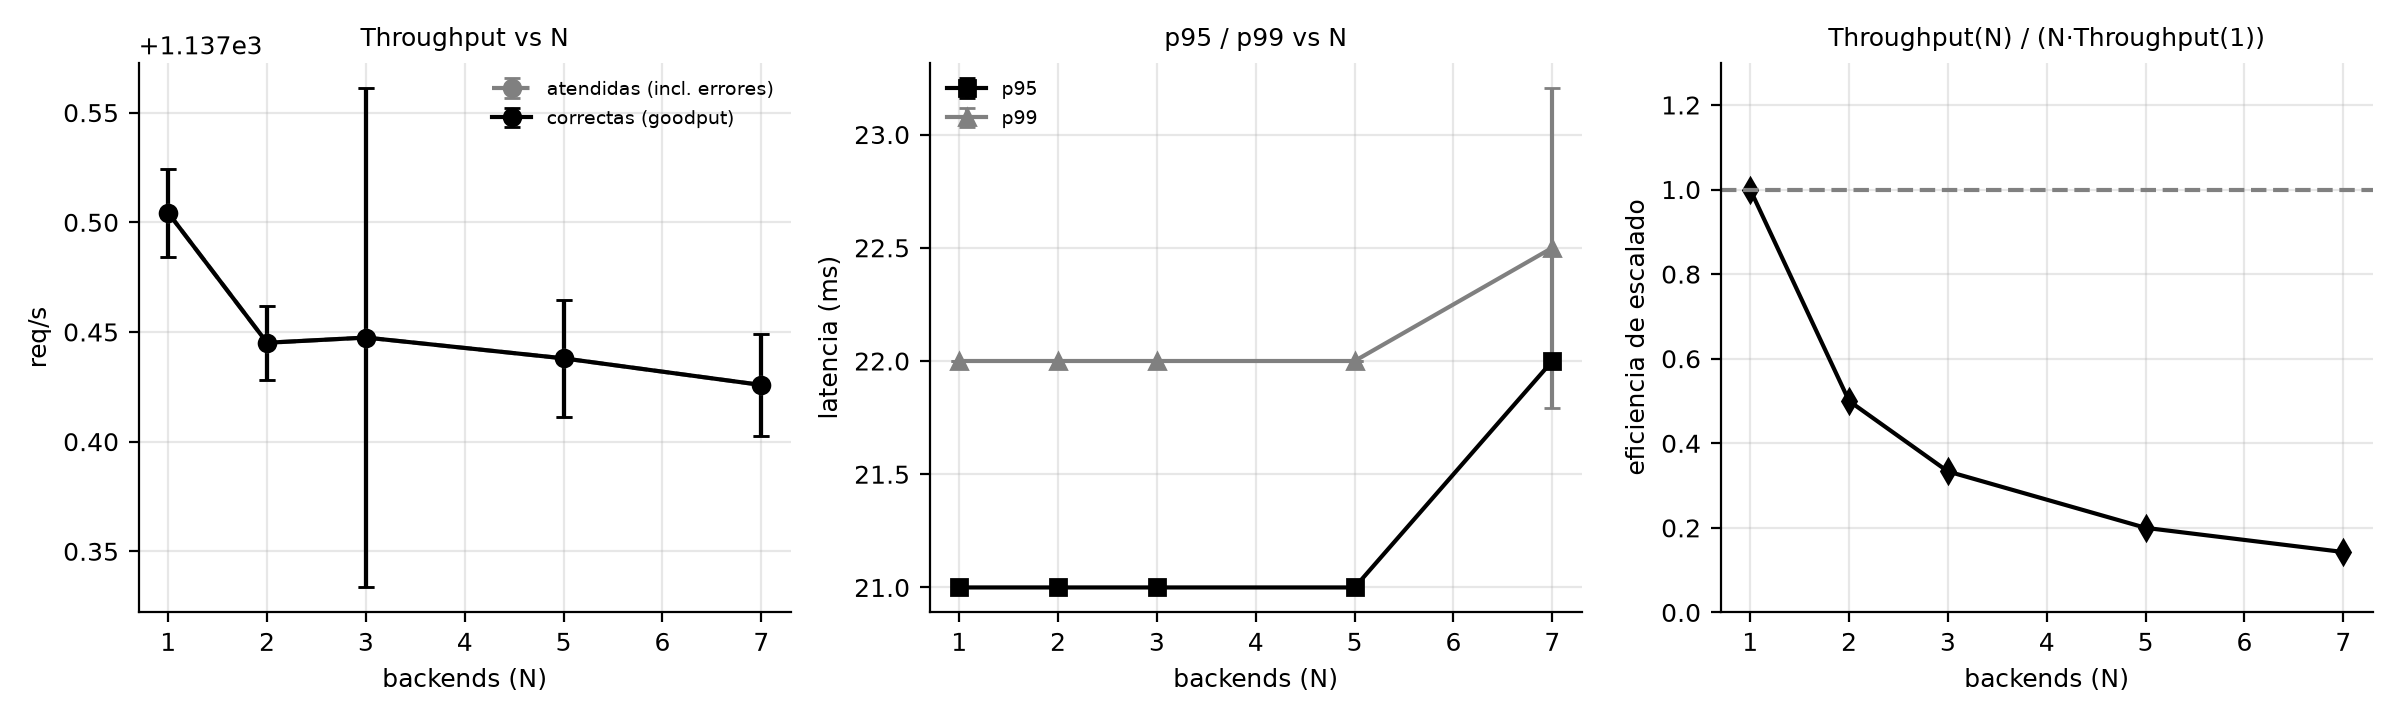 Throughput vs N
+1.137e3
atendidas (incl. errores)
correctas (goodput)
req/s
0.55
0.50
0.45
0.40
0.35
1 2 3 4 5 6 7
backends (N)
p95 / p99 vs N
p95
p99
latencia (ms)
23.0
22.5
22.0
21.5
21.0
1 2 3 4 5 6 7
backends (N)
Throughput(N) / (N·Throughput(1))
eficiencia de escalado
1.2
1.0
0.8
0.6
0.4
0.2
0.0
1 2 3 4 5 6 7
backends (N)